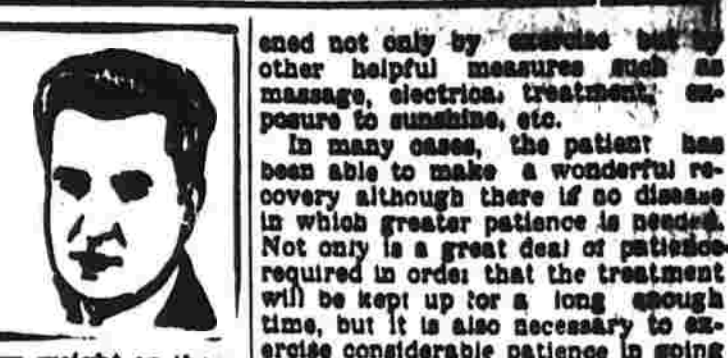 ened not only by exercise but by
other helpful measures such as
massage, electrical treatment, ex-
posure to sunshine, etc.
In many cases, the patient has
been able to make a wonderful re-
covery although there is no disease
in which greater patience is needed.
Not only is a great deal of patience
required in order that the treatment
will be kept up for a long enough
time, but it is also necessary to ex-
ercise considerable patience in going